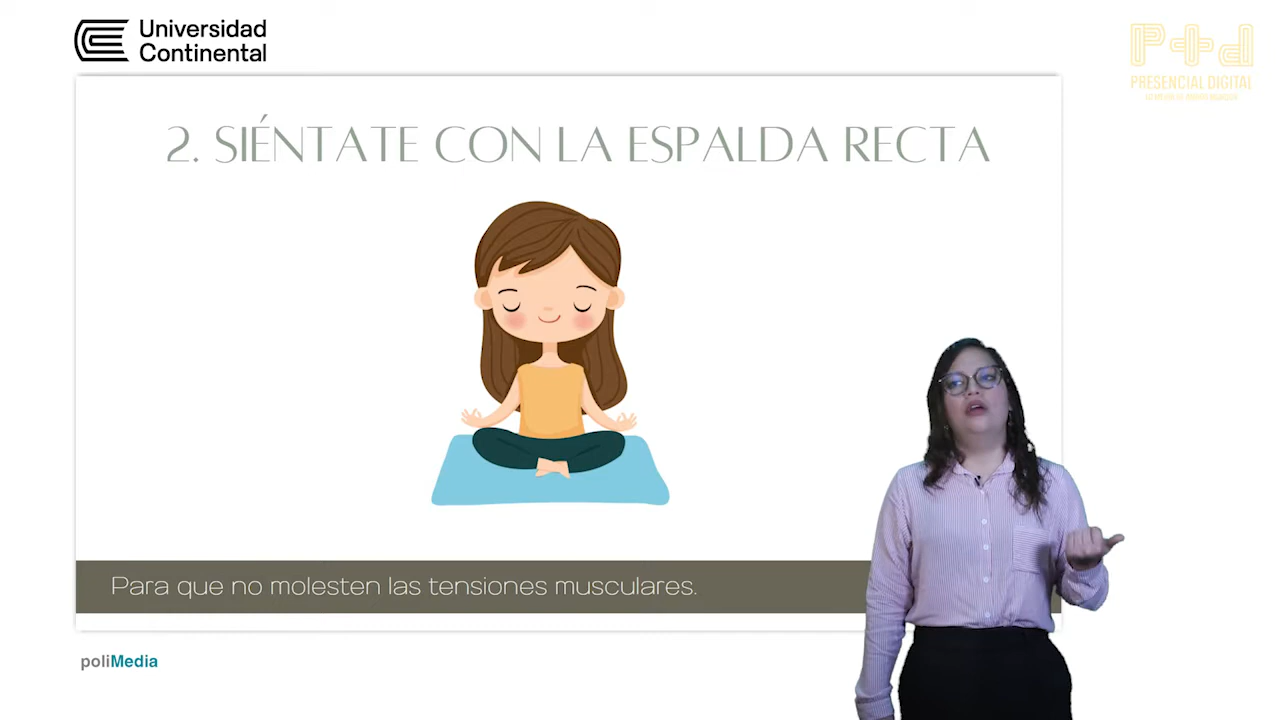 Universidad
Continental
P+d
PRESENCIAL DIGITAL
2. SIÉNTATE CON LA ESPALDA RECTA
Para que no molesten las tensiones musculares.
poliMedia